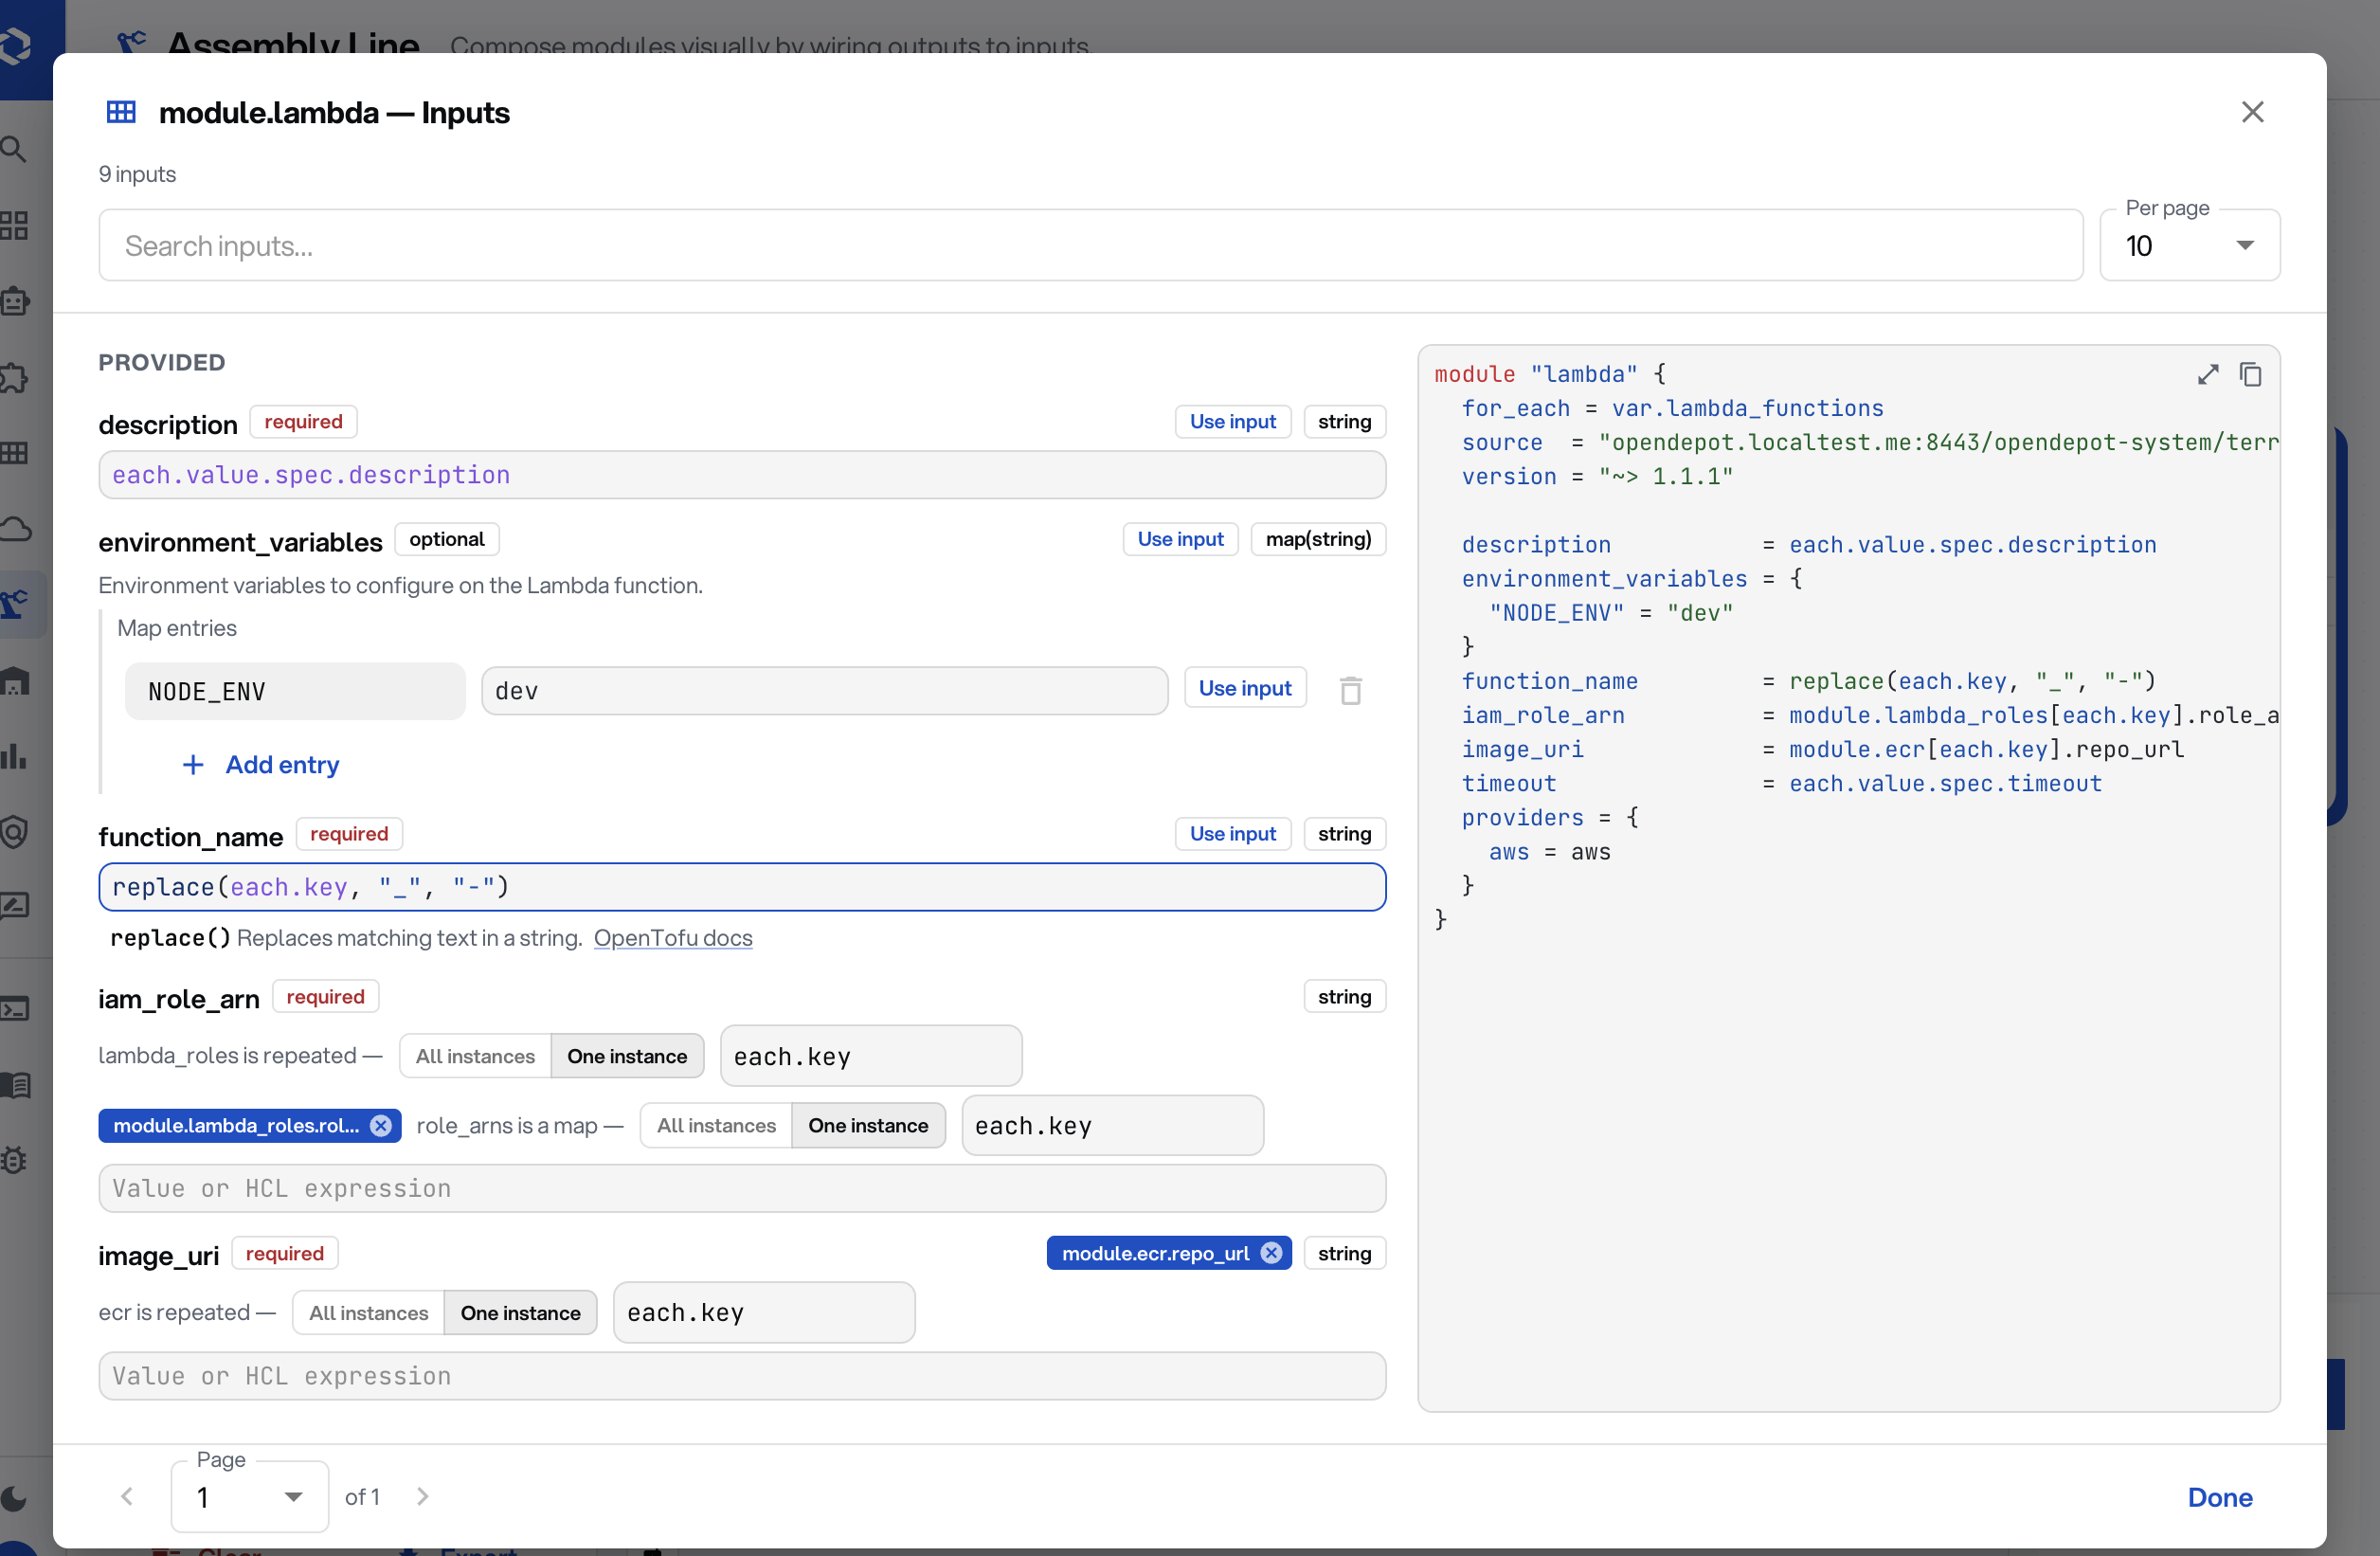 Assembly Line Compose modules visually by wiring outputs to inputs.
module.lambda — Inputs
9 inputs
Search inputs...
Per page
10
PROVIDED
description required Use input string
each.value.spec.description
environment_variables optional Use input map(string)
Environment variables to configure on the Lambda function.
Map entries
NODE_ENV dev Use input
+ Add entry
function_name required Use input string
replace(each.key, "_", "-")
replace() Replaces matching text in a string. OpenTofu docs
iam_role_arn required string
lambda_roles is repeated — All instances One instance each.key
module.lambda_roles.rol... role_arns is a map — All instances One instance each.key
Value or HCL expression
image_uri required module.ecr.repo_url string
ecr is repeated — All instances One instance each.key
Value or HCL expression
module "lambda" {
for_each = var.lambda_functions
source = "opendepot.localtest.me:8443/opendepot-system/terr
version = "~> 1.1.1"
description = each.value.spec.description
environment_variables = {
"NODE_ENV" = "dev"
}
function_name = replace(each.key, "_", "-")
iam_role_arn = module.lambda_roles[each.key].role_a
image_uri = module.ecr[each.key].repo_url
timeout = each.value.spec.timeout
providers = {
aws = aws
}
}
Page
1 of 1
Done
Clear Export